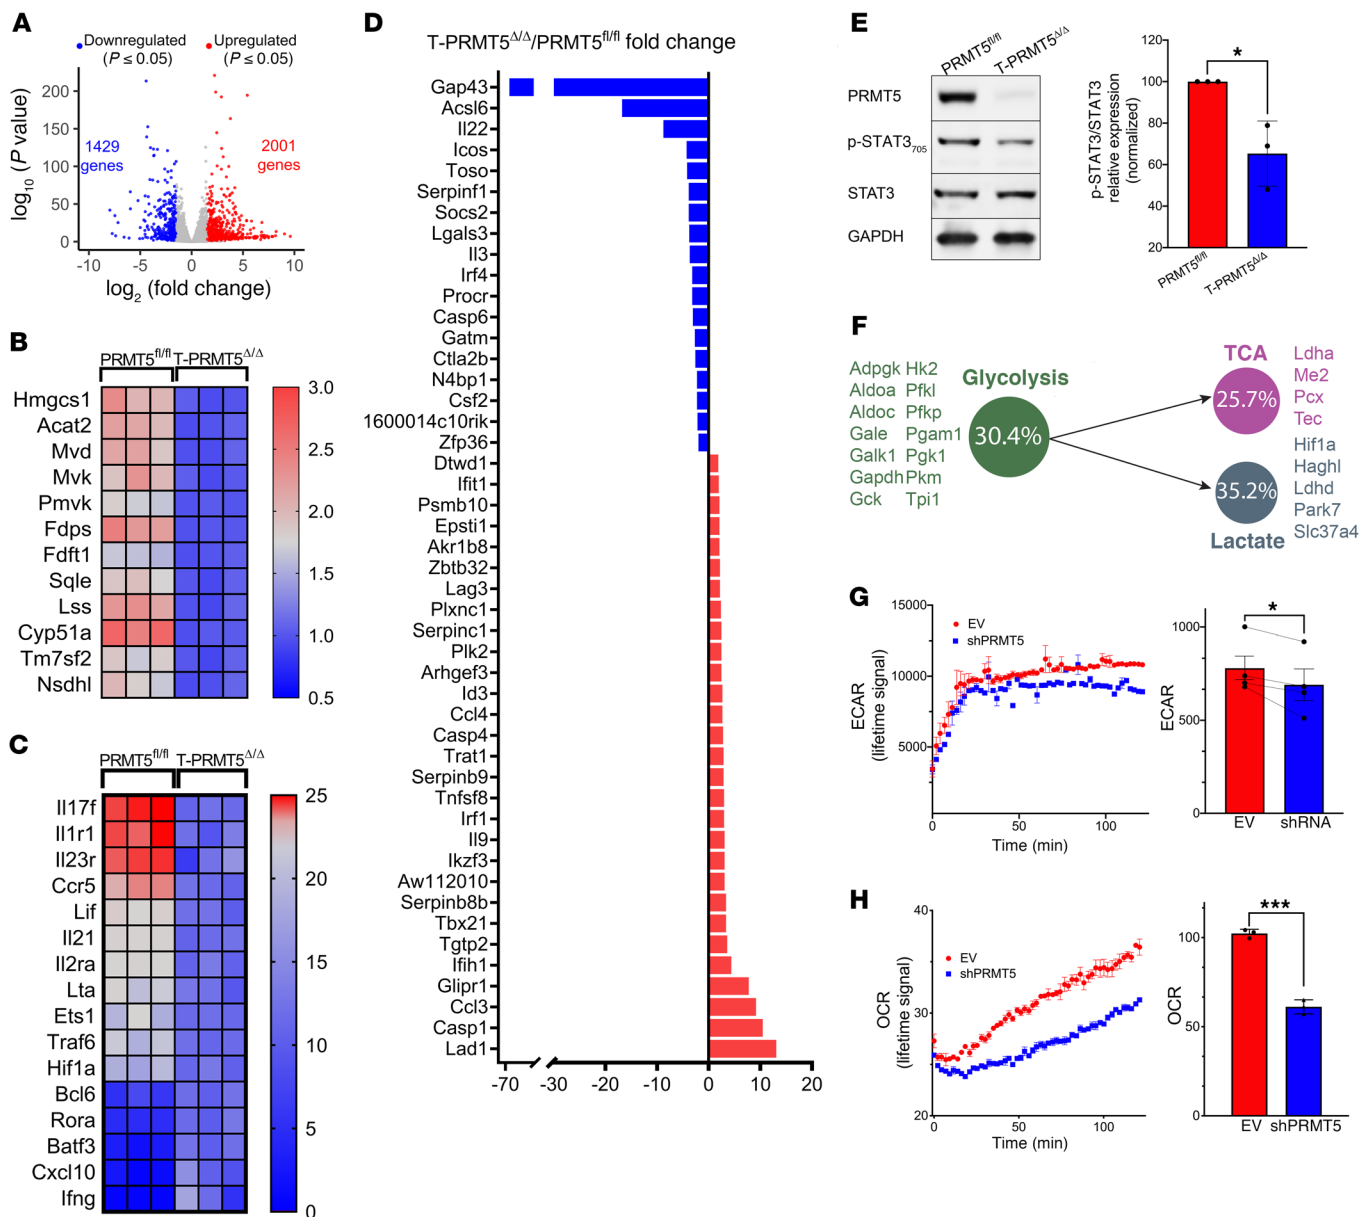 A
Downregulated
(P ≤ 0.05)
Upregulated
(P ≤ 0.05)
log10 (P value)
200
150
100
50
0
1429
genes
2001
genes
-10
-5
0
5
10
log2 (fold change)
B
PRMT5fl/fl
T-PRMT5Δ/Δ
Hmgcs1
Acat2
Mvd
Mvk
Pmvk
Fdps
Fdft1
Sqle
Lss
Cyp51a
Tm7sf2
Nsdhl
3.0
2.5
2.0
1.5
1.0
0.5
C
PRMT5fl/fl
T-PRMT5Δ/Δ
Il17f
Il1r1
Il23r
Ccr5
Lif
Il21
Il2ra
Lta
Ets1
Traf6
Hif1a
Bcl6
Rora
Batf3
Cxcl10
Ifng
25
20
15
10
5
0
D
T-PRMT5Δ/Δ/PRMT5fl/fl fold change
Gap43
Acsl6
Il22
Icos
Toso
Serpinf1
Socs2
Lgals3
Il3
Irf4
Procr
Casp6
Gatm
Ctla2b
N4bp1
Csf2
1600014c10rik
Zfp36
Dtwd1
Ifit1
Psmb10
Epsti1
Akr1b8
Zbtb32
Lag3
Plxnc1
Serpinc1
Plk2
Arhgef3
Id3
Ccl4
Casp4
Trat1
Serpinb9
Tnfsf8
Irf1
Il9
Ikzf3
Aw112010
Serpinb8b
Tbx21
Tgtp2
Ifih1
Glipr1
Ccl3
Casp1
Lad1
-70
-30
-20
-10
0
10
20
E
PRMT5fl/fl
T-PRMT5Δ/Δ
PRMT5
p-STAT3705
STAT3
GAPDH
p-STAT3/STAT3
relative expression
(normalized)
120
100
80
60
40
20
*
PRMT5fl/fl
T-PRMT5Δ/Δ
F
Adpgk Hk2
Aldoa Pfkl
Aldoc Pfkp
Gale Pgam1
Galk1 Pgk1
Gapdh Pkm
Gck Tpi1
Glycolysis
30.4%
TCA
25.7%
Ldha
Me2
Pcx
Tec
35.2%
Lactate
Hif1a
Haghl
Ldhd
Park7
Slc37a4
G
ECAR
(lifetime signal)
15000
10000
5000
EV
shPRMT5
0
50
100
Time (min)
ECAR
1000
500
0
*
EV
shRNA
H
OCR
(lifetime signal)
40
30
20
EV
shPRMT5
0
50
100
Time (min)
OCR
100
50
0
***
EV
shPRMT5